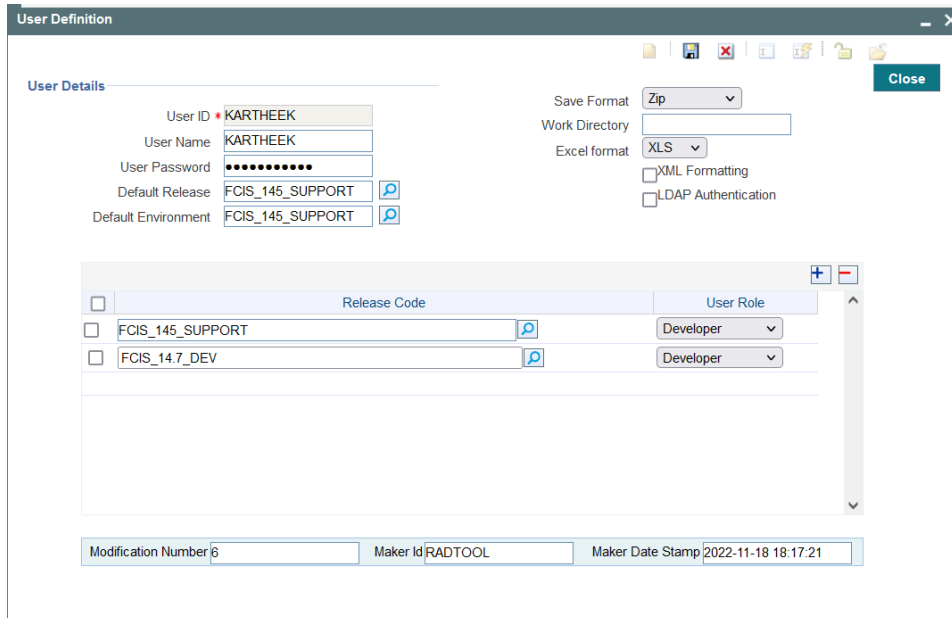 User Definition
Close
User Details
User ID * KARTHEEK
User Name KARTHEEK
User Password ●●●●●●●●●●●
Default Release FCIS_145_SUPPORT
Default Environment FCIS_145_SUPPORT
Save Format Zip
Work Directory
Excel format XLS
XML Formatting
LDAP Authentication
Release Code User Role
FCIS_145_SUPPORT Developer
FCIS_14.7_DEV Developer
Modification Number 6 Maker Id RADTOOL Maker Date Stamp 2022-11-18 18:17:21